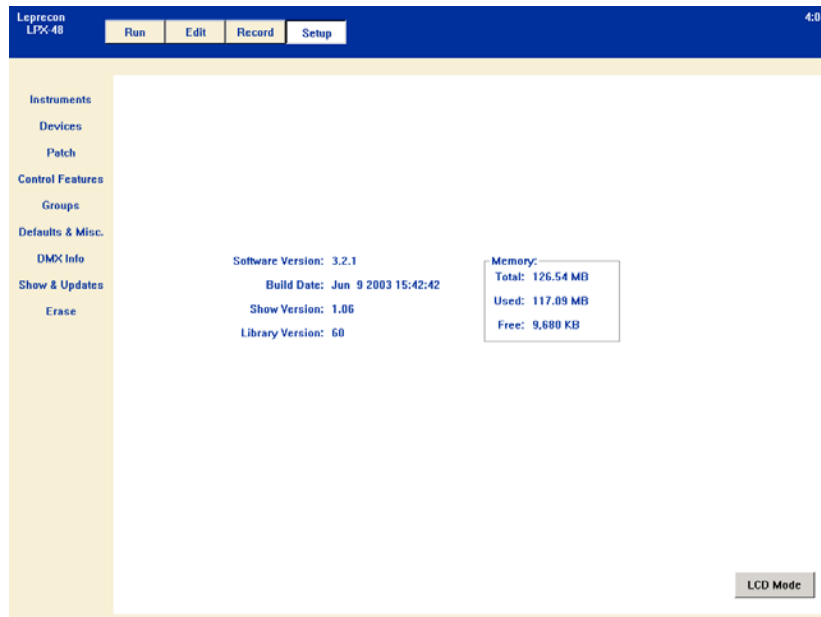 Leprecon
LPX-48
Run Edit Record Setup
4:0
Instruments
Devices
Patch
Control Features
Groups
Defaults & Misc.
DMX Info
Show & Updates
Erase
Software Version: 3.2.1
Build Date: Jun 9 2003 15:42:42
Show Version: 1.06
Library Version: 60
Memory:
Total: 126.54 MB
Used: 117.09 MB
Free: 9,680 KB
LCD Mode